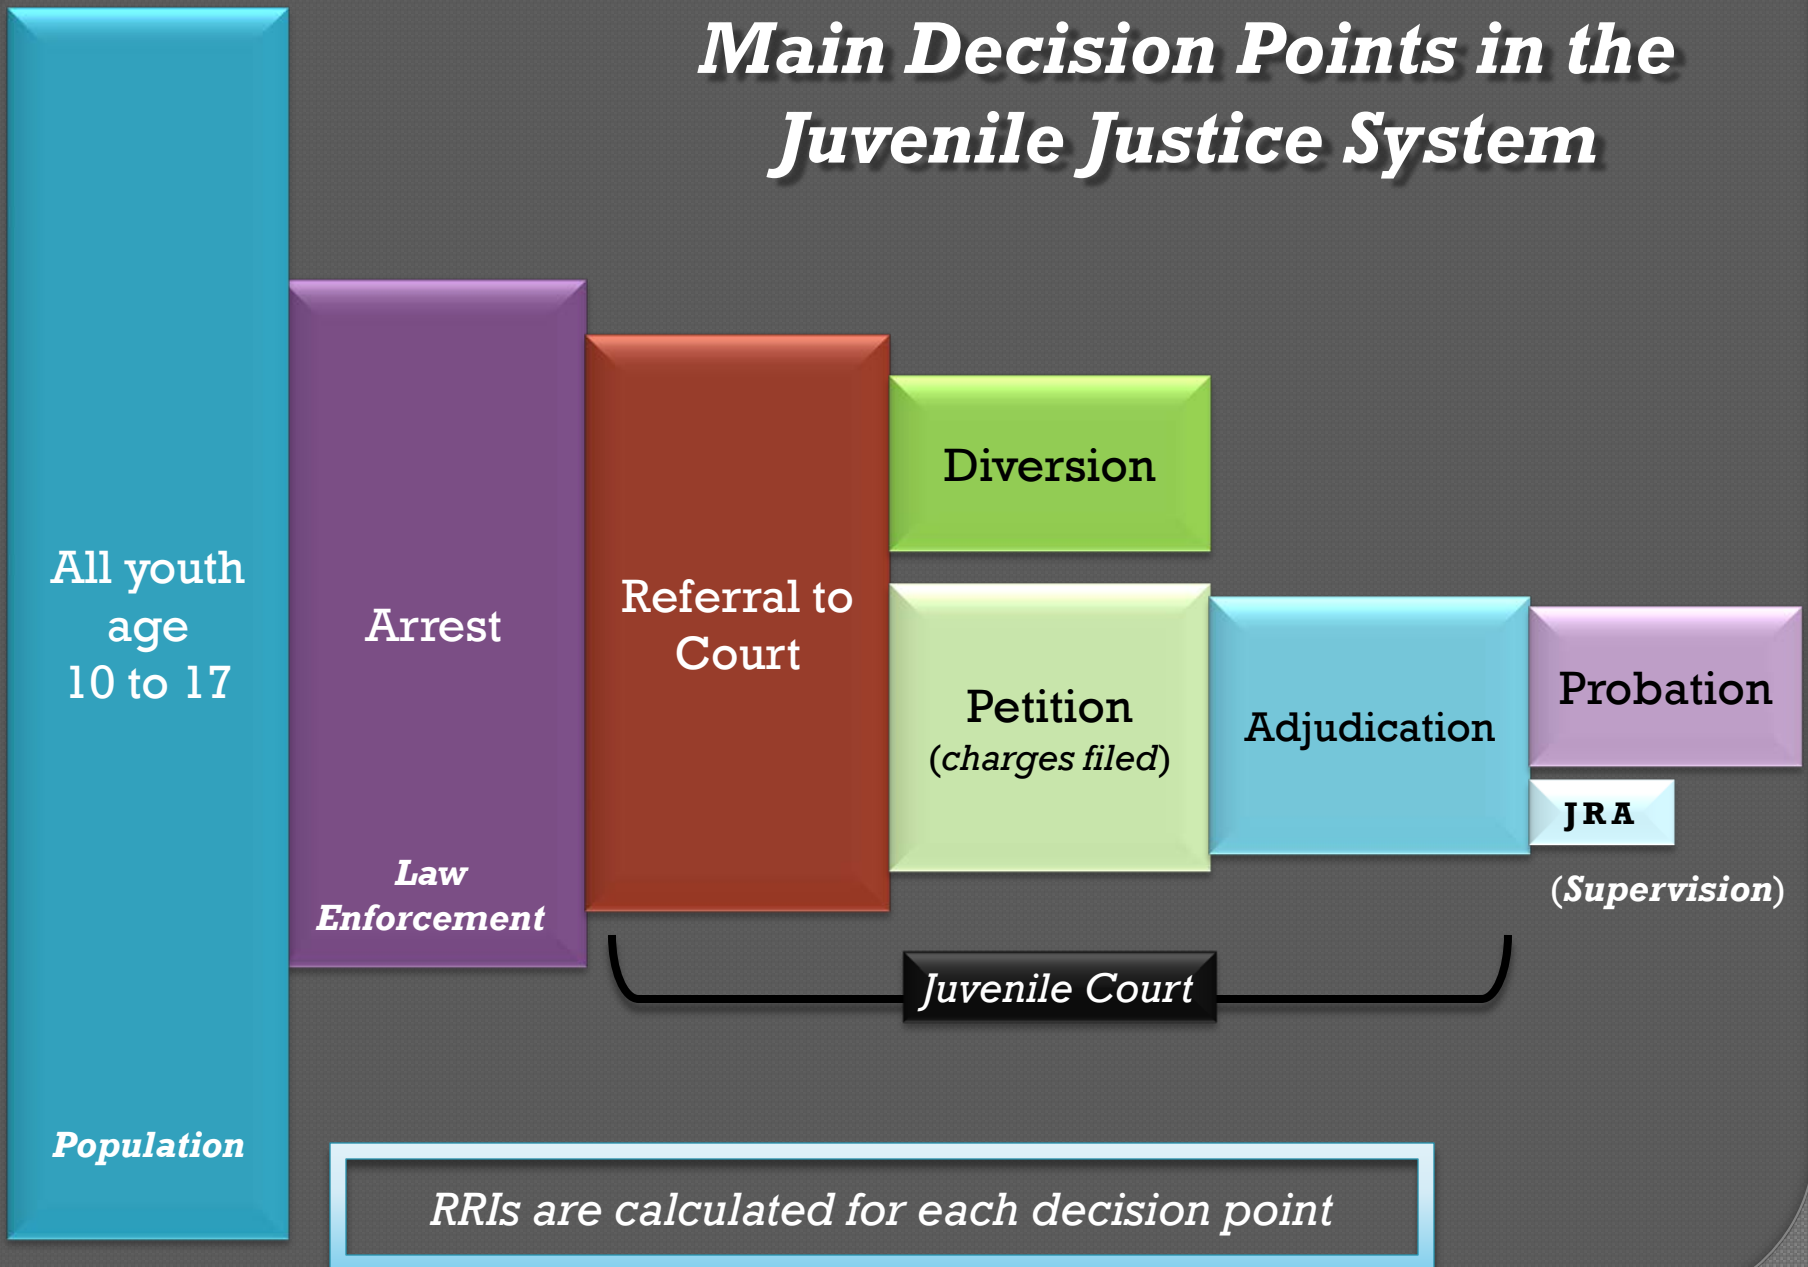 Main Decision Points in the
Juvenile Justice System
All youth
age
10 to 17
Population
Arrest
Law
Enforcement
Referral to
Court
Diversion
Petition
(charges filed)
Adjudication
Probation
JRA
(Supervision)
Juvenile Court
RRIs are calculated for each decision point